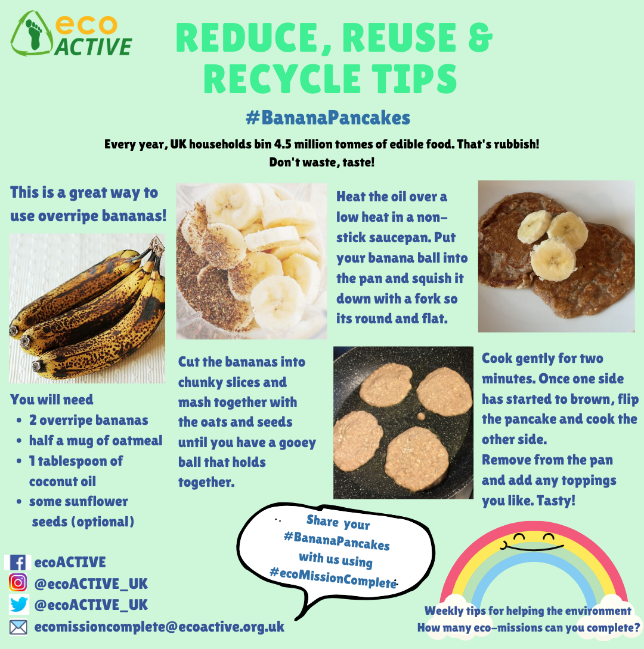 eco
ACTIVE
REDUCE, REUSE &
RECYCLE TIPS
#BananaPancakes
Every year, UK households bin 4.5 million tonnes of edible food. That's rubbish!
Don't waste, taste!
This is a great way to
use overripe bananas!
You will need
• 2 overripe bananas
• half a mug of oatmeal
• 1 tablespoon of
coconut oil
• some sunflower
seeds (optional)
Cut the bananas into
chunky slices and
mash together with
the oats and seeds
until you have a gooey
ball that holds
together.
Heat the oil over a
low heat in a non-
stick saucepan. Put
your banana ball into
the pan and squish it
down with a fork so
its round and flat.
Cook gently for two
minutes. Once one side
has started to brown, flip
the pancake and cook the
other side.
Remove from the pan
and add any toppings
you like. Tasty!
Share your
#BananaPancakes
with us using
#ecoMissionComplete
ecoACTIVE
@ecoACTIVE_UK
@ecoACTIVE_UK
ecomissioncomplete@ecoactive.org.uk
Weekly tips for helping the environment
How many eco-missions can you complete?